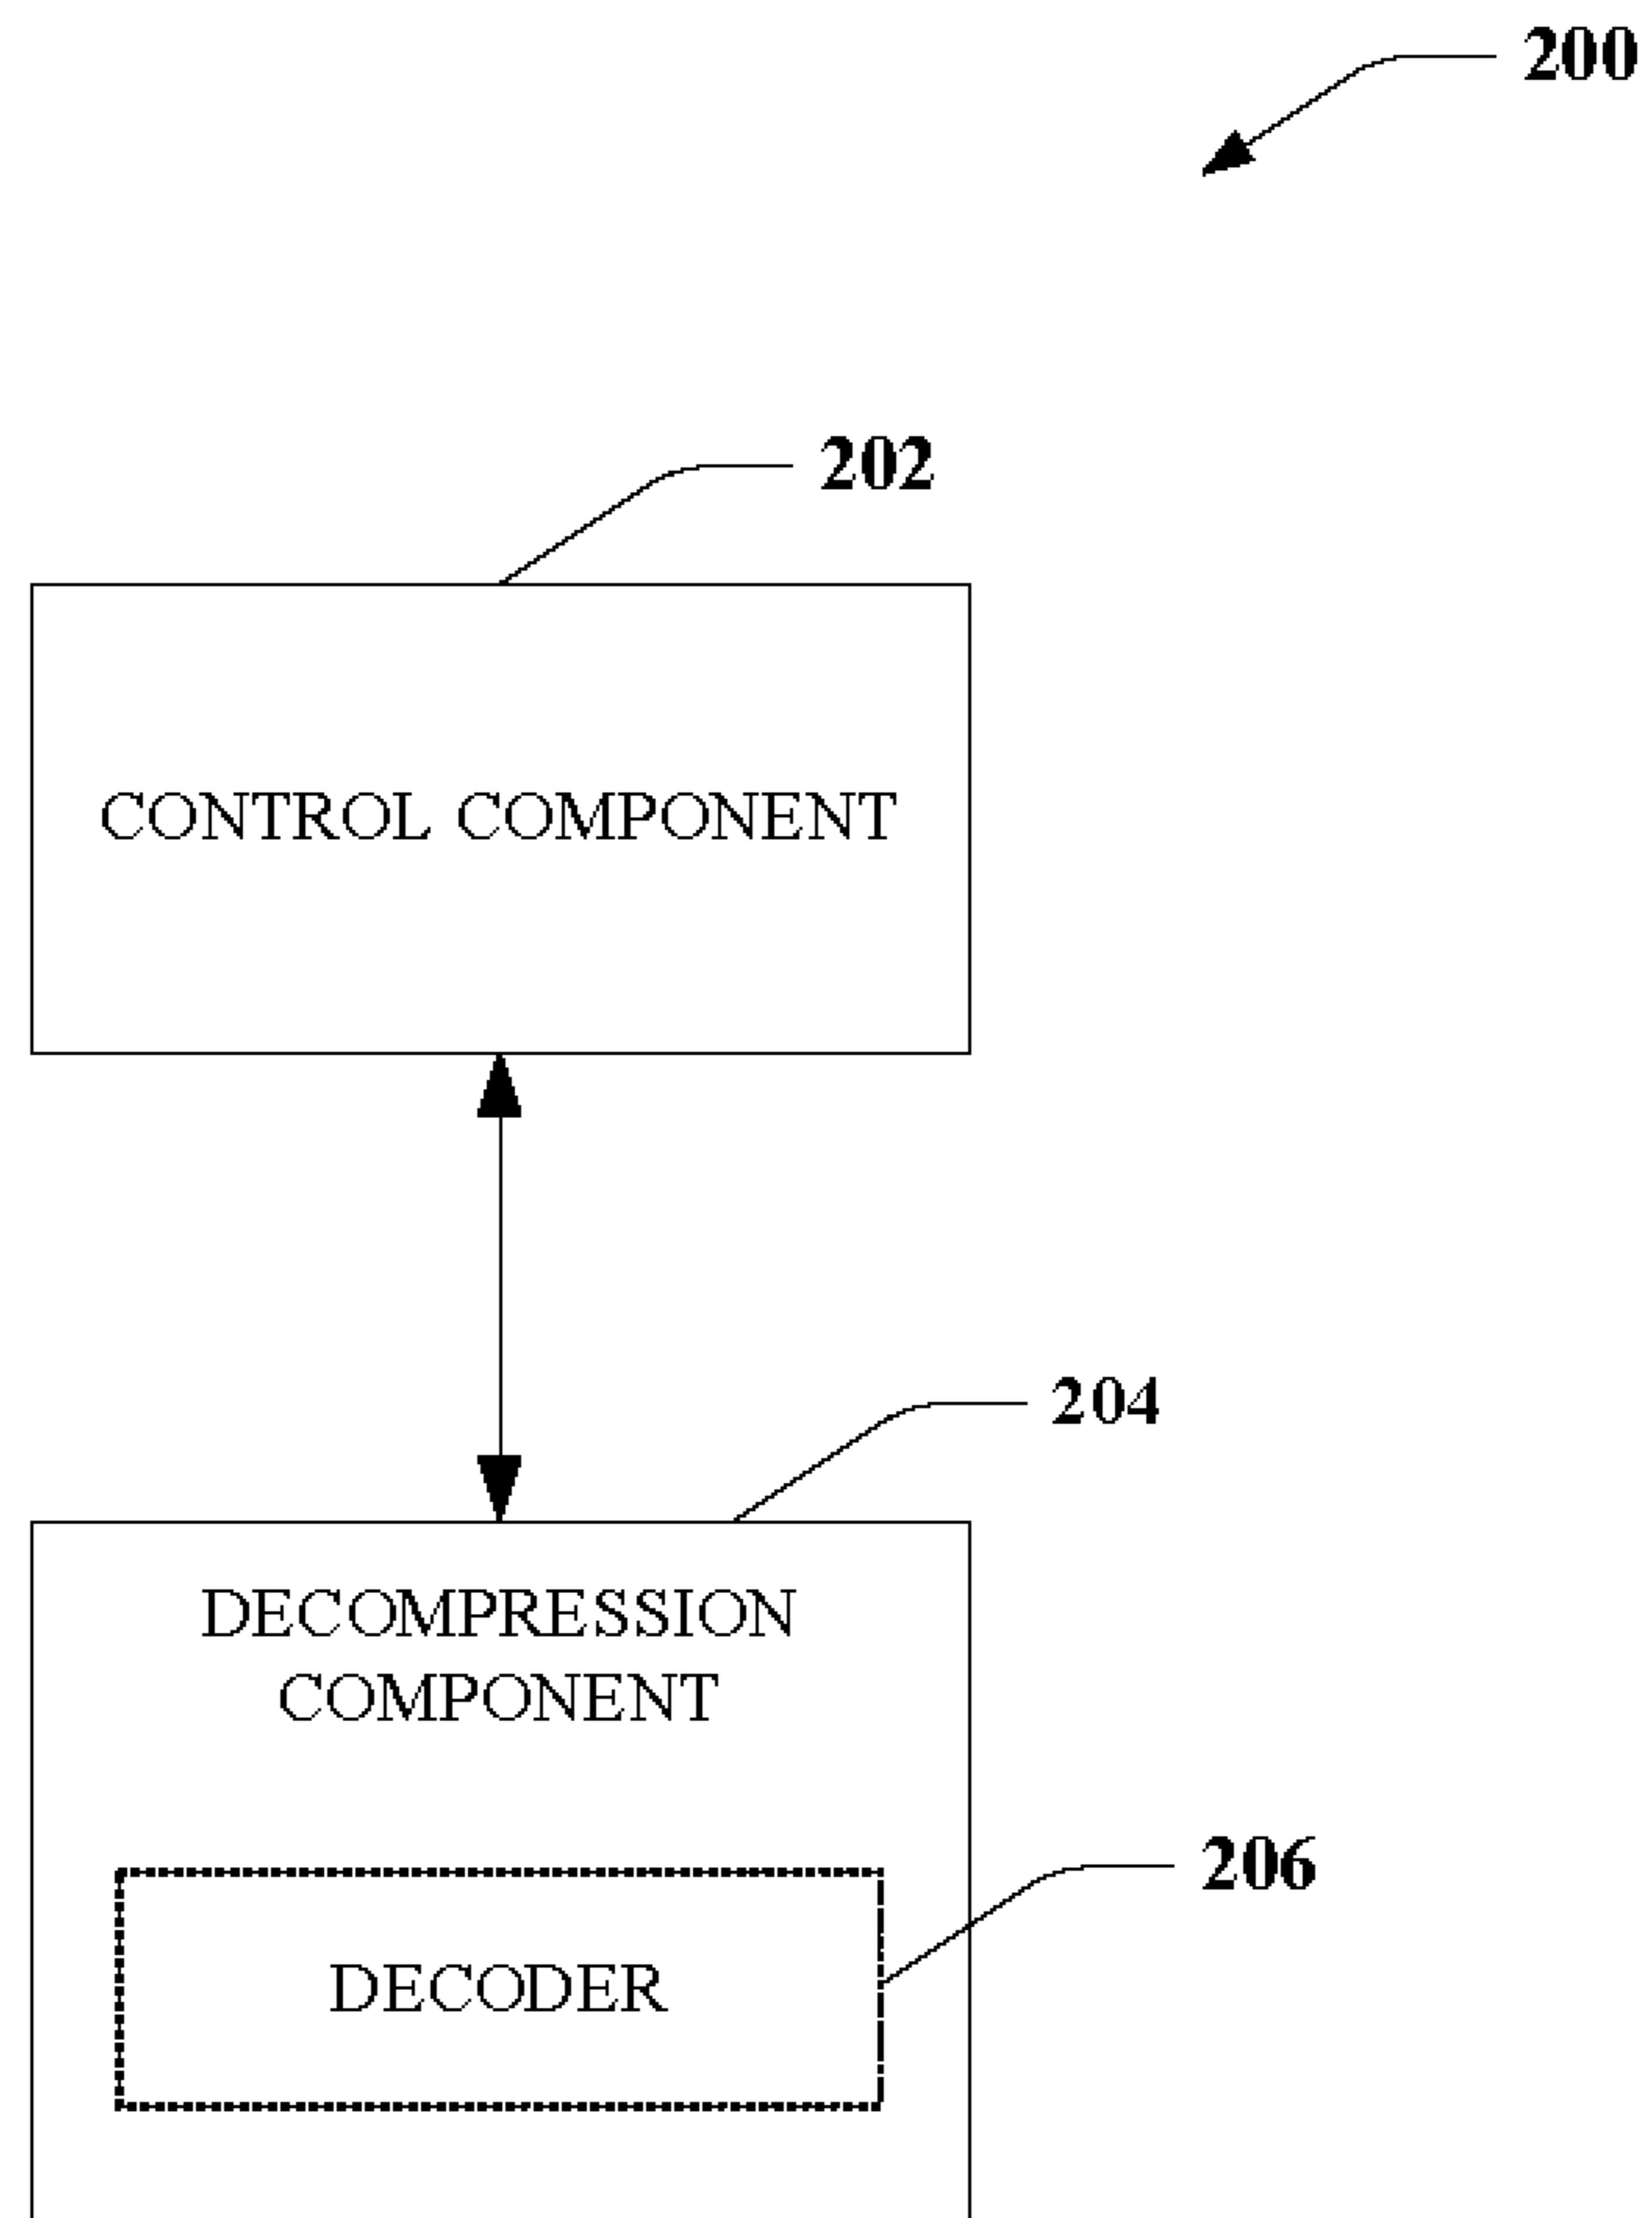 200
202
CONTROL COMPONENT
204
DECOMPRESSION
COMPONENT
206
DECODER